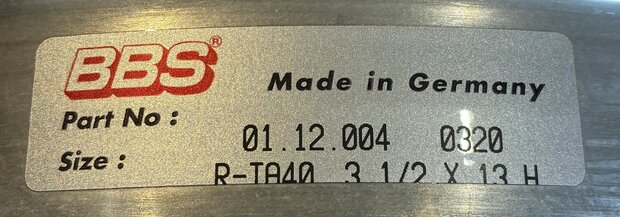 BBS®
Made in Germany
Part No : 01.12.004 0320
Size : R-TA40 3 1/2 X 13 H